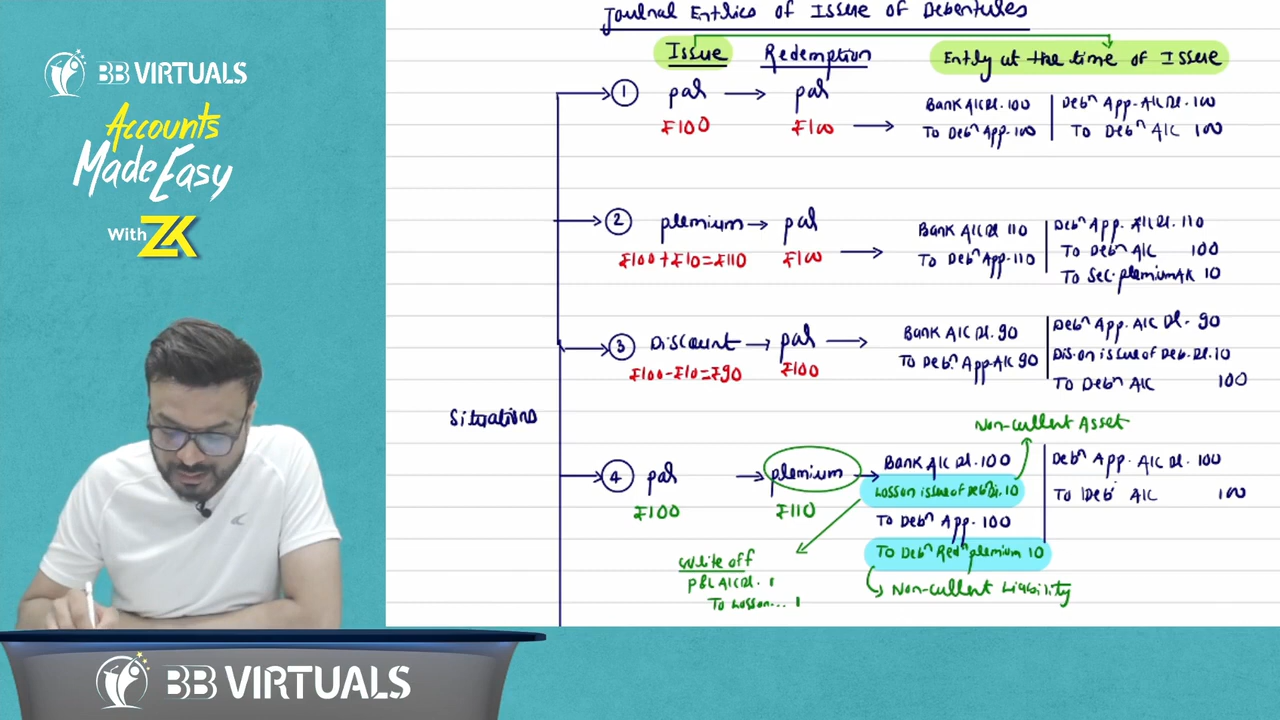 BB VIRTUALS
Accounts
Made Easy
With ZK
Journal Entries of Issue of Debentures
Issue Redemption Entry at the time of Issue
① par → par
₹100 ₹100
Bank A/C Dr. 100
To Debⁿ App. 100
Debⁿ App. A/C Dr. 100
To Debⁿ A/C 100
② premium → par
₹100 + ₹10 = ₹110 ₹100
Bank A/C Dr 110
To Debⁿ App. 110
Debⁿ App. A/C Dr. 110
To Debⁿ A/C 100
To Sec. premium A/C 10
③ Discount → par
₹100 - ₹10 = ₹90 ₹100
Bank A/C Dr. 90
To Debⁿ App. A/C 90
Debⁿ App. A/C Dr. 90
Dis. on issue of Deb. Dr. 10
To Debⁿ A/C 100
Situations
Non-current Asset
④ par → premium
₹100 ₹110
Bank A/C Dr. 100
Loss on issue of Debⁿ Dr. 10
To Debⁿ App. 100
To Debⁿ Redⁿ premium 10
Debⁿ App. A/C Dr. 100
To Debⁿ A/C 100
Write off
P&L A/C Dr. 1
To Loss on... 1
Non-current Liability
BB VIRTUALS